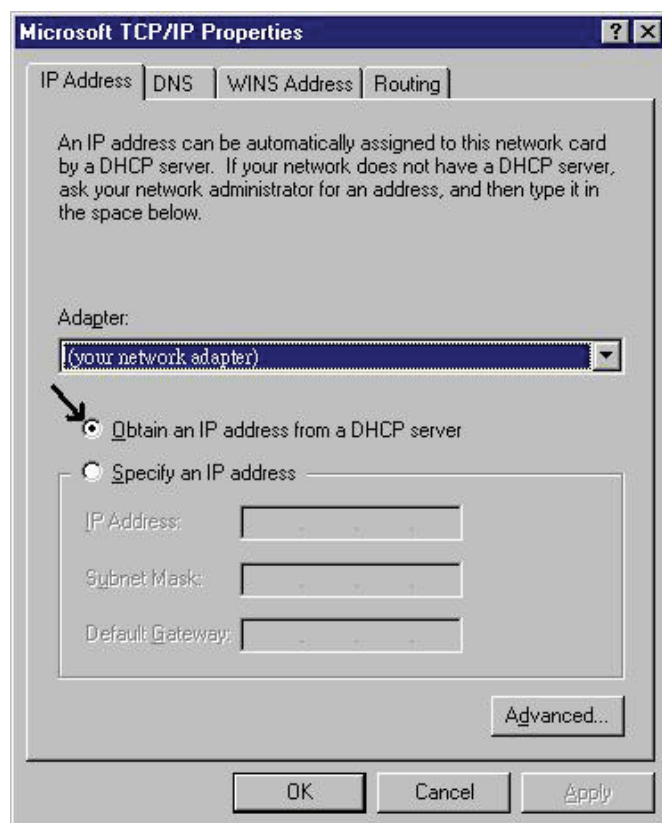 Microsoft TCP/IP Properties
IP Address DNS WINS Address Routing
An IP address can be automatically assigned to this network card
by a DHCP server. If your network does not have a DHCP server,
ask your network administrator for an address, and then type it in
the space below.
Adapter:
(your network adapter)
Obtain an IP address from a DHCP server
Specify an IP address
IP Address:
Subnet Mask:
Default Gateway:
Advanced...
OK Cancel Apply